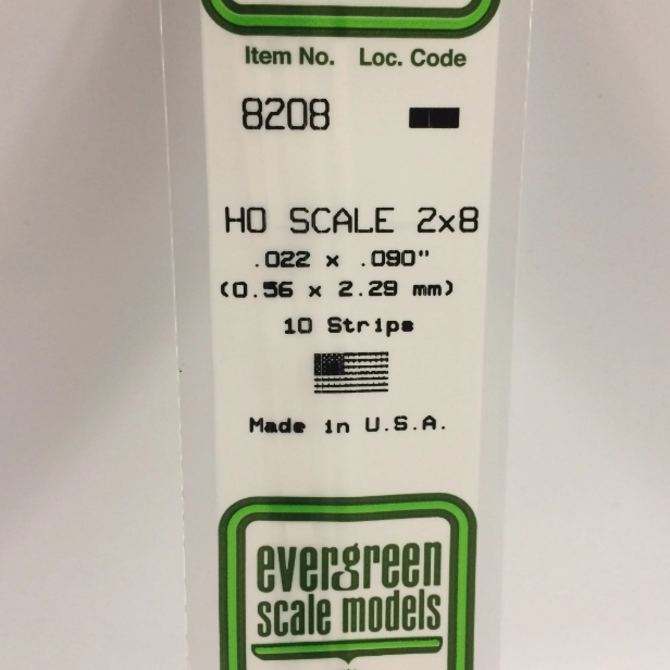 Item No. Loc. Code
8208
HO SCALE 2x8
.022 x .090"
(0.56 x 2.29 mm)
10 Strips
Made in U.S.A.
evergreen
scale models